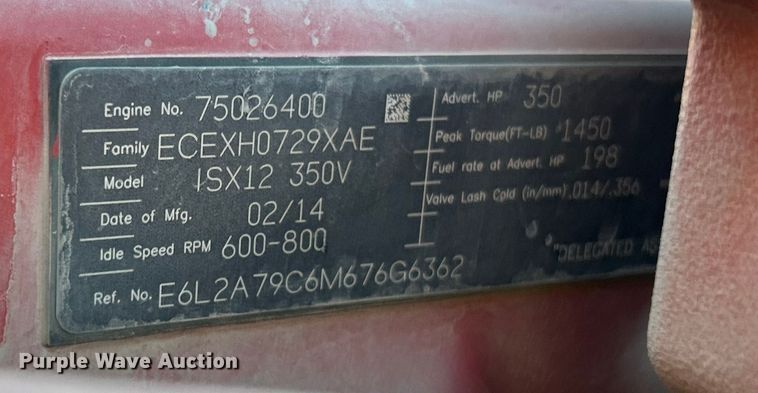 Engine No. 75026400
Family ECEXH0729XAE
Model ISX12 350V
Date of Mfg. 02/14
Idle Speed RPM 600-800
Ref. No. E6L2A79C6M676G6362
Advert. HP 350
Peak Torque(FT-LB) 1450
Fuel rate at Advert. HP 198
Valve Lash Cold (in/mm) .014/.356
"DELEGATED AS
Purple Wave Auction